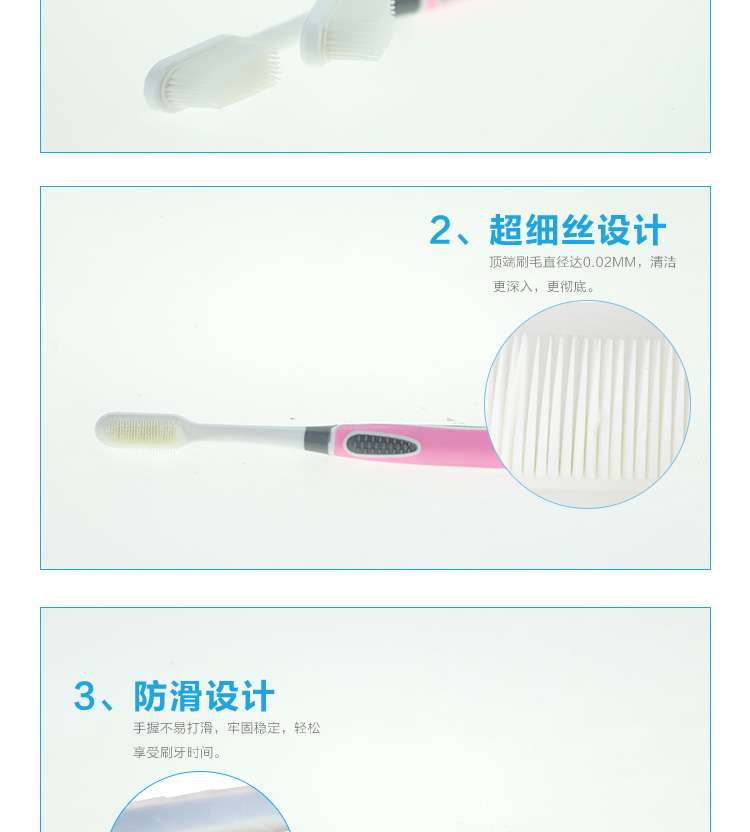 2、超细丝设计
顶端刷毛直径达0.02MM，清洁
更深入，更彻底。
3、防滑设计
手握不易打滑，牢固稳定，轻松
享受刷牙时间。